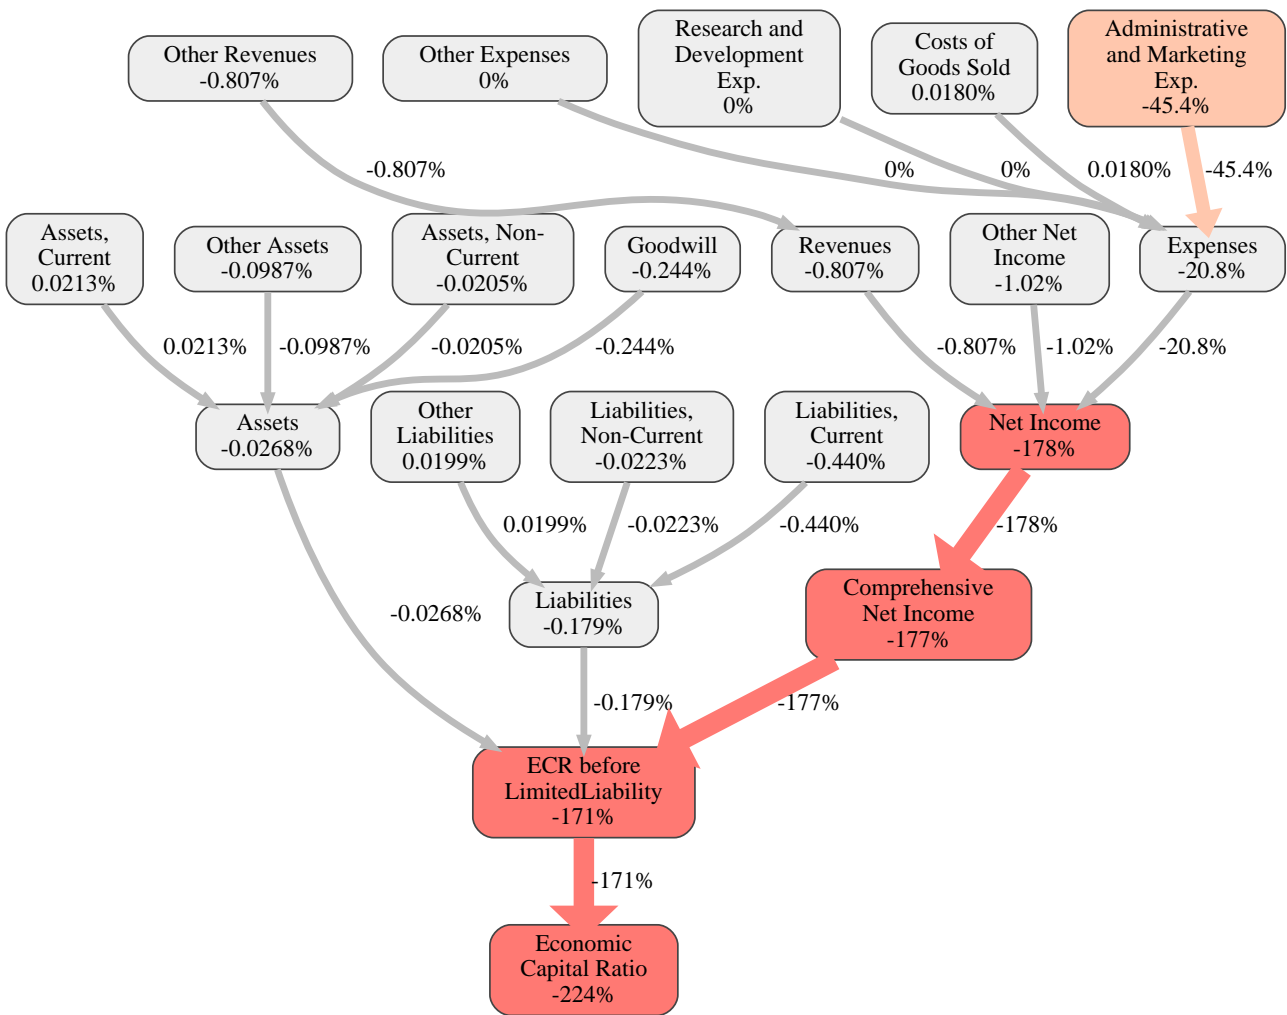 Other Revenues
-0.807%
Other Expenses
0%
Research and
Development
Exp.
0%
Costs of
Goods Sold
0.0180%
Administrative
and Marketing
Exp.
-45.4%
-0.807%
0%
0%
0.0180%
-45.4%
Assets,
Current
0.0213%
Other Assets
-0.0987%
Assets, Non-
Current
-0.0205%
Goodwill
-0.244%
Revenues
-0.807%
Other Net
Income
-1.02%
Expenses
-20.8%
0.0213%
-0.0987%
-0.0205%
-0.244%
-0.807%
-1.02%
-20.8%
Assets
-0.0268%
Other
Liabilities
0.0199%
Liabilities,
Non-Current
-0.0223%
Liabilities,
Current
-0.440%
Net Income
-178%
0.0199%
-0.0223%
-0.440%
-178%
-0.0268%
Liabilities
-0.179%
Comprehensive
Net Income
-177%
-0.179%
-177%
ECR before
LimitedLiability
-171%
-171%
Economic
Capital Ratio
-224%